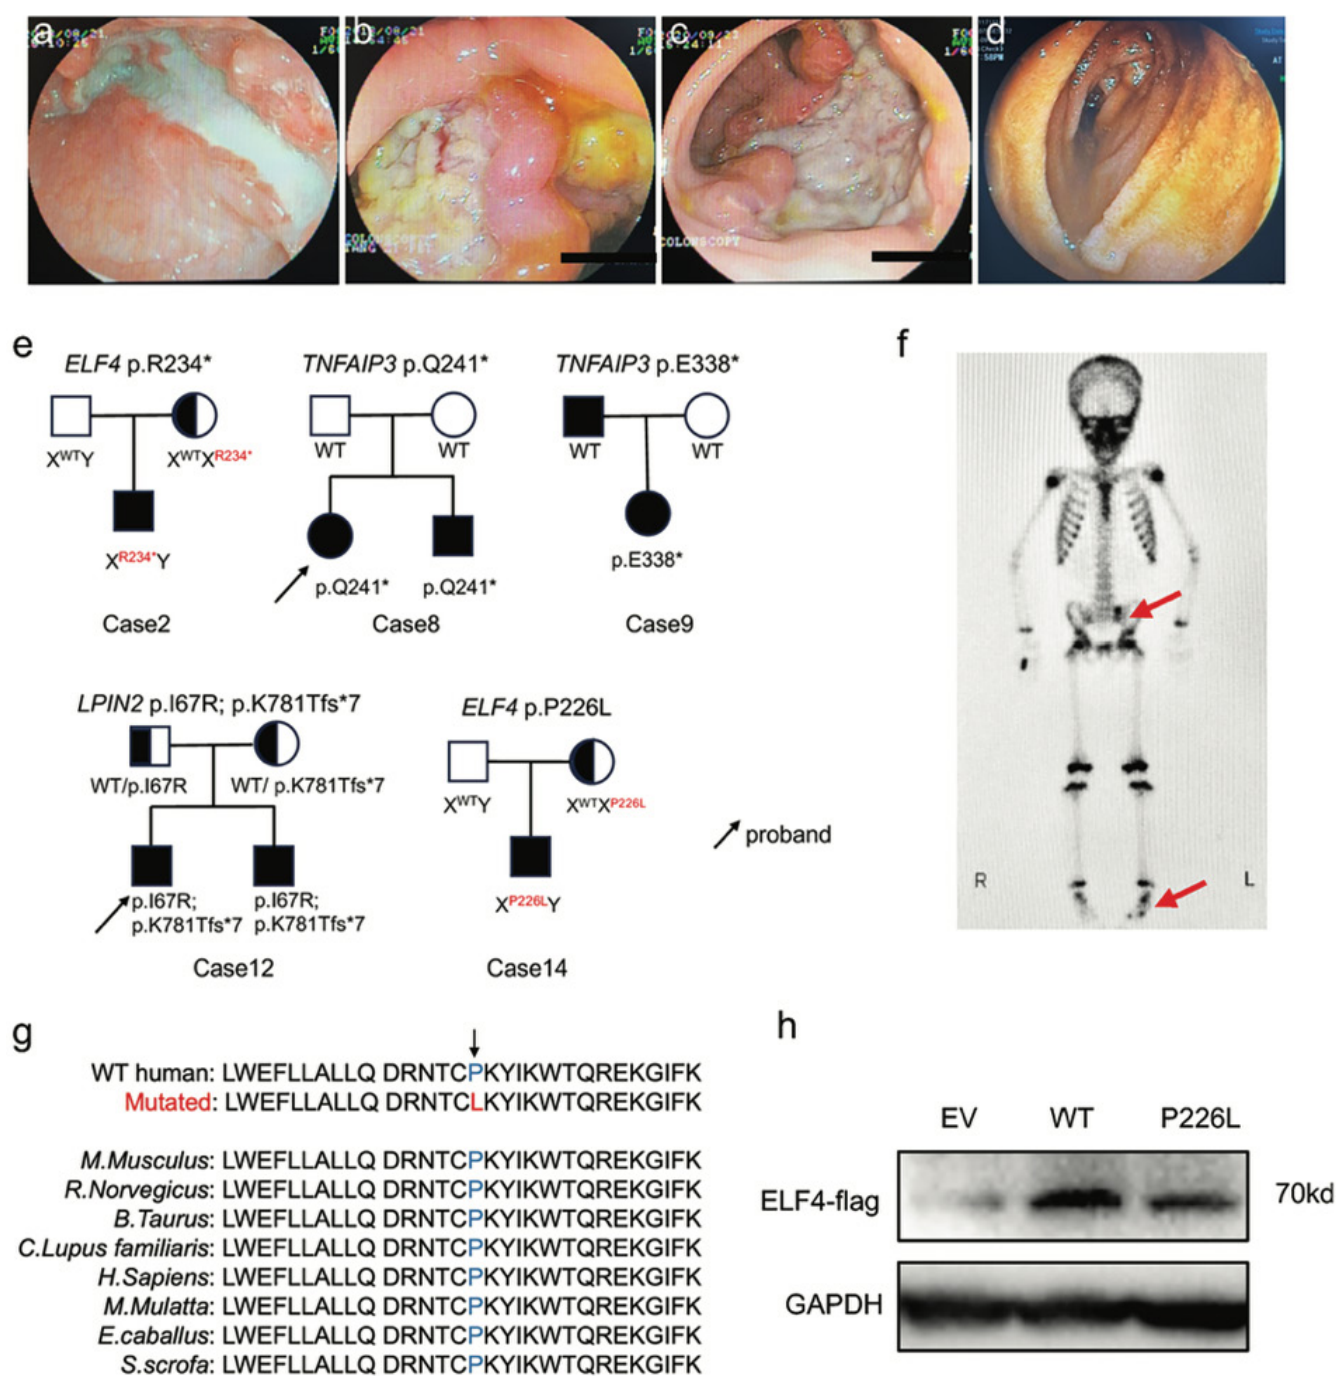 a
b
c
d
COLONSCOPY
COLONSCOPY
e
f
ELF4 p.R234*
TNFAIP3 p.Q241*
TNFAIP3 p.E338*
XWTY
XWTXR234*
WT
WT
WT
WT
XR234*Y
p.Q241*
p.Q241*
p.E338*
Case2
Case8
Case9
LPIN2 p.I67R; p.K781Tfs*7
ELF4 p.P226L
WT/p.I67R
WT/ p.K781Tfs*7
XWTY
XWTXP226L
proband
p.I67R;
p.K781Tfs*7
p.I67R;
p.K781Tfs*7
XP226LY
Case12
Case14
R
L
g
WT human: LWEFLLALLQ DRNTCPKYIKWTQREKGIFK
Mutated: LWEFLLALLQ DRNTCLKYIKWTQREKGIFK
M.Musculus: LWEFLLALLQ DRNTCPKYIKWTQREKGIFK
R.Norvegicus: LWEFLLALLQ DRNTCPKYIKWTQREKGIFK
B.Taurus: LWEFLLALLQ DRNTCPKYIKWTQREKGIFK
C.Lupus familiaris: LWEFLLALLQ DRNTCPKYIKWTQREKGIFK
H.Sapiens: LWEFLLALLQ DRNTCPKYIKWTQREKGIFK
M.Mulatta: LWEFLLALLQ DRNTCPKYIKWTQREKGIFK
E.caballus: LWEFLLALLQ DRNTCPKYIKWTQREKGIFK
S.scrofa: LWEFLLALLQ DRNTCPKYIKWTQREKGIFK
h
EV
WT
P226L
ELF4-flag
70kd
GAPDH